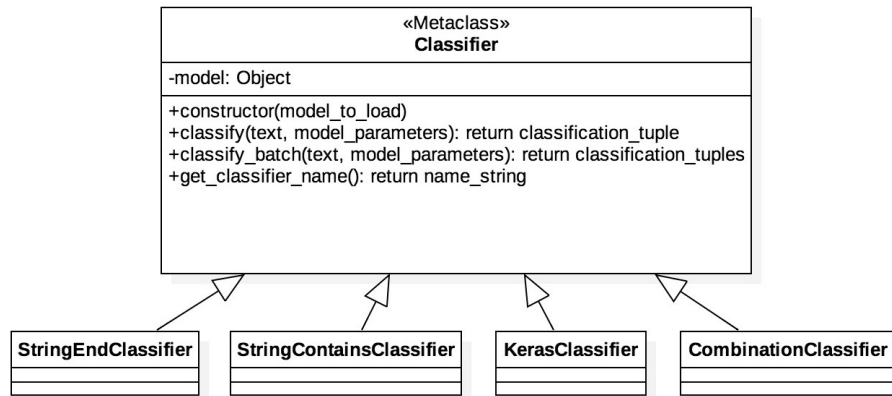 «Metaclass»
Classifier
-model: Object
+constructor(model_to_load)
+classify(text, model_parameters): return classification_tuple
+classify_batch(text, model_parameters): return classification_tuples
+get_classifier_name(): return name_string
StringEndClassifier
StringContainsClassifier
KerasClassifier
CombinationClassifier